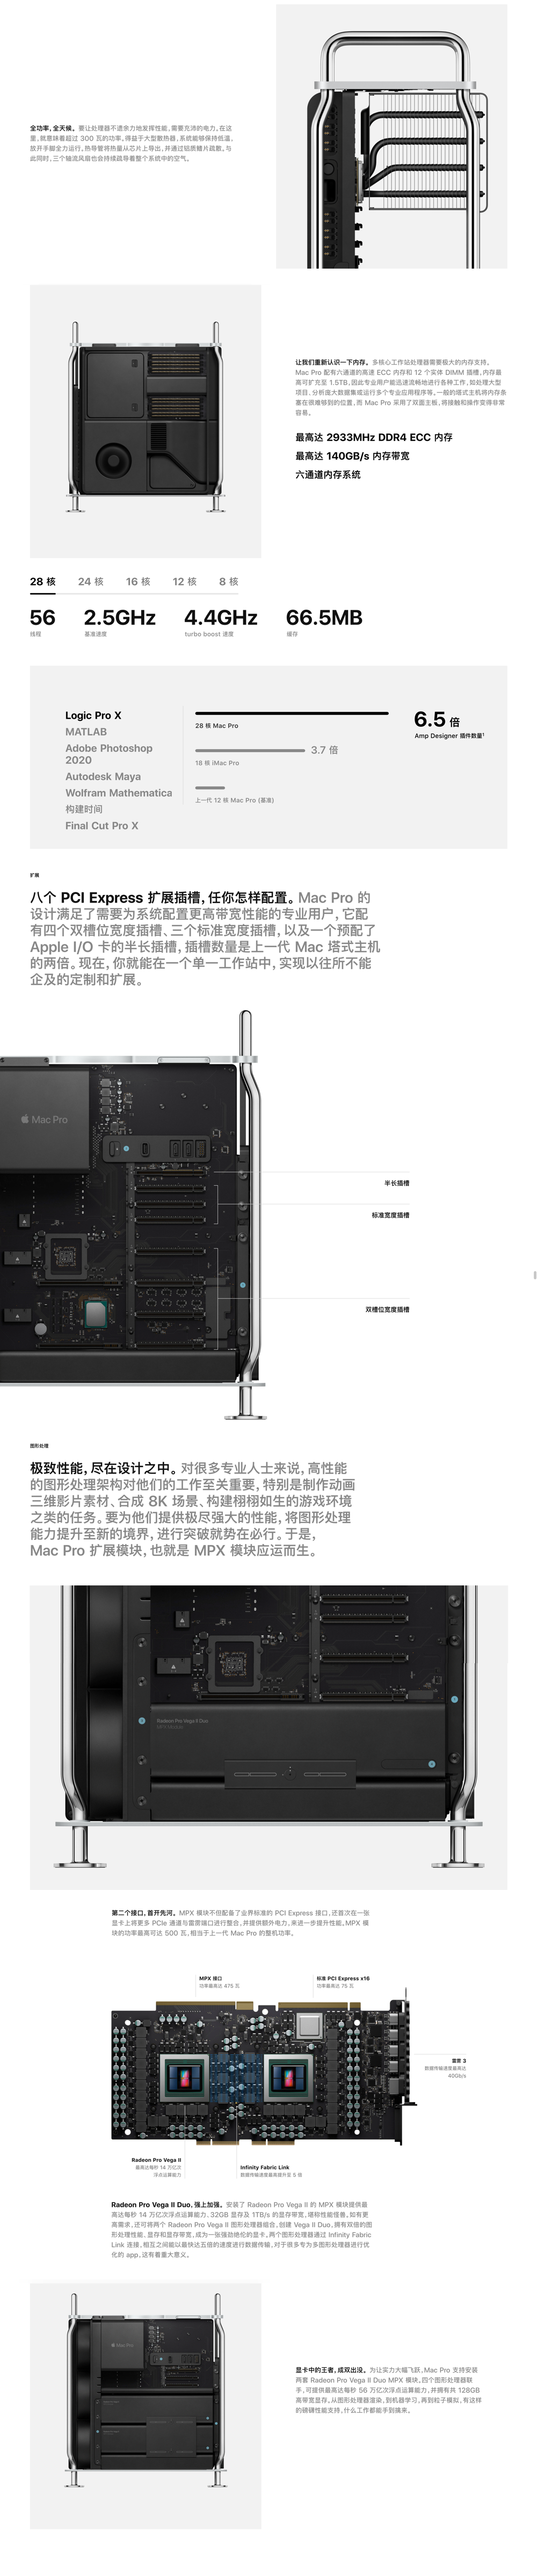 全功率，全天候。要让处理器不遗余力地发挥性能，需要充沛的电力，在这
里，就意味着超过 300 瓦的功率。得益于大型散热器，系统能够保持低温，
放开手脚全力运行。热导管将热量从芯片上导出，并通过铝质鳍片疏散。与
此同时，三个轴流风扇也会持续疏导着整个系统中的空气。
让我们重新认识一下内存。多核心工作站处理器需要极大的内存支持。
Mac Pro 配有六通道的高速 ECC 内存和 12 个实体 DIMM 插槽，内存最
高可扩充至 1.5TB，因此专业用户能迅速流畅地进行各种工作，如处理大型
项目、分析庞大数据集或运行多个专业应用程序等。一般的塔式主机将内存条
塞在很难够到的位置，而 Mac Pro 采用了双面主板，将接触和操作变得非常
容易。
最高达 2933MHz DDR4 ECC 内存
最高达 140GB/s 内存带宽
六通道内存系统
28 核 24 核 16 核 12 核 8 核
56 2.5GHz 4.4GHz 66.5MB
线程 基准速度 turbo boost 速度 缓存
Logic Pro X
MATLAB
Adobe Photoshop
2020
Autodesk Maya
Wolfram Mathematica
构建时间
Final Cut Pro X
28 核 Mac Pro
3.7 倍
18 核 iMac Pro
上一代 12 核 Mac Pro (基准)
6.5 倍
Amp Designer 插件数量1
扩展
八个 PCI Express 扩展插槽，任你怎样配置。Mac Pro 的
设计满足了需要为系统配置更高带宽性能的专业用户，它配
有四个双槽位宽度插槽、三个标准宽度插槽，以及一个预配了
Apple I/O 卡的半长插槽，插槽数量是上一代 Mac 塔式主机
的两倍。现在，你就能在一个单一工作站中，实现以往所不能
企及的定制和扩展。
Mac Pro
半长插槽
标准宽度插槽
双槽位宽度插槽
图形处理
极致性能，尽在设计之中。对很多专业人士来说，高性能
的图形处理架构对他们的工作至关重要，特别是制作动画
三维影片素材、合成 8K 场景、构建栩栩如生的游戏环境
之类的任务。要为他们提供极尽强大的性能，将图形处理
能力提升至新的境界，进行突破就势在必行。于是，
Mac Pro 扩展模块，也就是 MPX 模块应运而生。
Radeon Pro Vega II Duo
第二个接口，首开先河。MPX 模块不但配备了业界标准的 PCI Express 接口，还首次在一张
显卡上将更多 PCIe 通道与雷雳端口进行整合，并提供额外电力，来进一步提升性能。MPX 模
块的功率最高可达 500 瓦，相当于上一代 Mac Pro 的整机功率。
MPX 接口
功率最高达 475 瓦
标准 PCI Express x16
功率最高达 75 瓦
雷雳 3
数据传输速度最高达
40Gb/s
Radeon Pro Vega II
最高达每秒 14 万亿次
浮点运算能力
Infinity Fabric Link
数据传输速度最高提升至 5 倍
Radeon Pro Vega II Duo，强上加强。安装了 Radeon Pro Vega II 的 MPX 模块提供最
高达每秒 14 万亿次浮点运算能力、32GB 显存及 1TB/s 的显存带宽，堪称性能怪兽。如有更
高需求，还可将两个 Radeon Pro Vega II 图形处理器组合，创建 Vega II Duo，拥有双倍的图
形处理性能、显存和显存带宽，成为一张强劲绝伦的显卡。两个图形处理器通过 Infinity Fabric
Link 连接，相互之间能以最快达五倍的速度进行数据传输，对于很多专为多图形处理器进行优
化的 app，这有着重大意义。
Mac Pro
显卡中的王者，成双出没。为让实力大幅飞跃，Mac Pro 支持安装
两套 Radeon Pro Vega II Duo MPX 模块。四个图形处理器联
手，可提供最高达每秒 56 万亿次浮点运算能力，并拥有共 128GB
高带宽显存。从图形处理器渲染，到机器学习，再到粒子模拟，有这样
的磅礴性能支持，什么工作都能手到擒来。